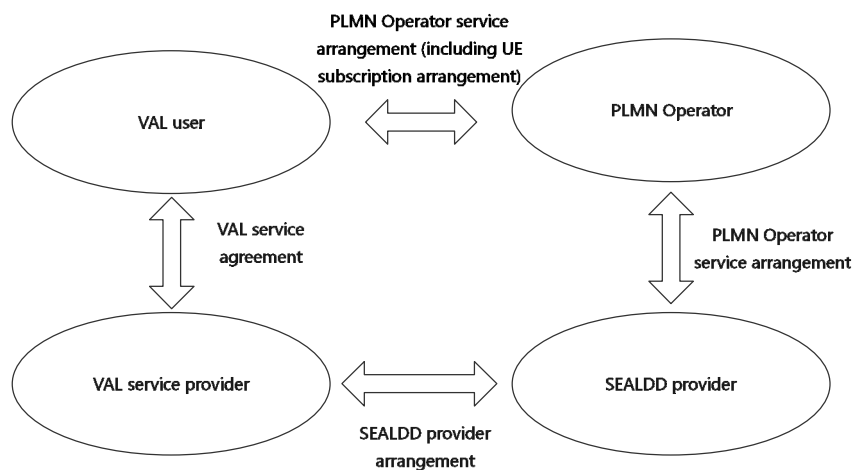 PLMN Operator service
arrangement (including UE
subscription arrangement)
VAL user
PLMN Operator
VAL service
agreement
PLMN Operator
service arrangement
VAL service provider
SEALDD provider
SEALDD provider
arrangement